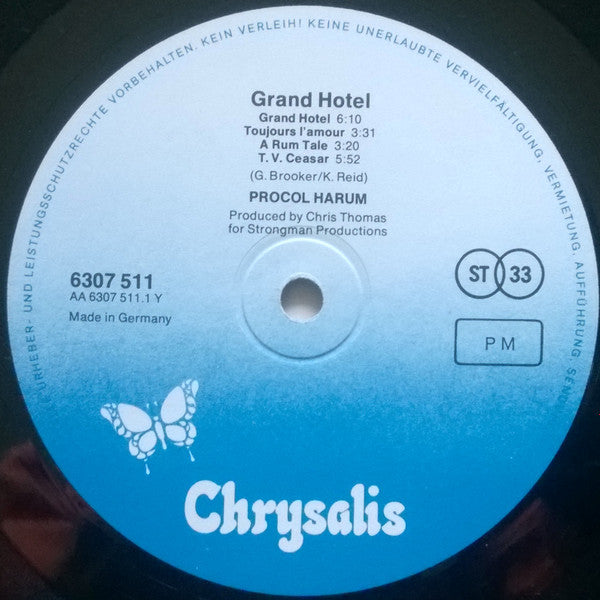 URHEBER- UND LEISTUNGSSCHUTZRECHTE VORBEHALTEN. KEIN VERLEIH! KEINE UNERLAUBTE VERVIELFÄLTIGUNG, VERMIETUNG, AUFFÜHRUNG
Grand Hotel
Grand Hotel 6:10
Toujours l'amour 3:31
A Rum Tale 3:20
T. V. Ceasar 5:52
(G. Brooker/K. Reid)
PROCOL HARUM
Produced by Chris Thomas
for Strongman Productions
6307 511
AA 6307 511.1 Y
Made in Germany
ST 33
P M
Chrysalis